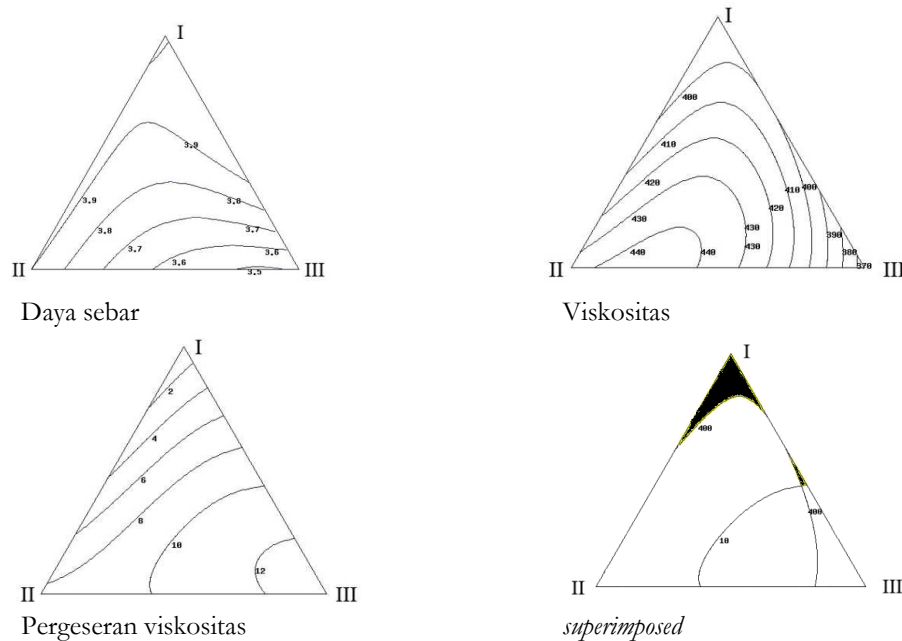 I
3.9
3.9
3.8
3.8
3.7
3.7
3.6
3.6
3.5
II
III
Daya sebar
I
400
410
420
430
440
440
430
430
420
410
400
390
380
370
II
III
Viskositas
I
2
4
6
8
10
12
II
III
Pergeseran viskositas
I
400
10
400
II
III
superimposed